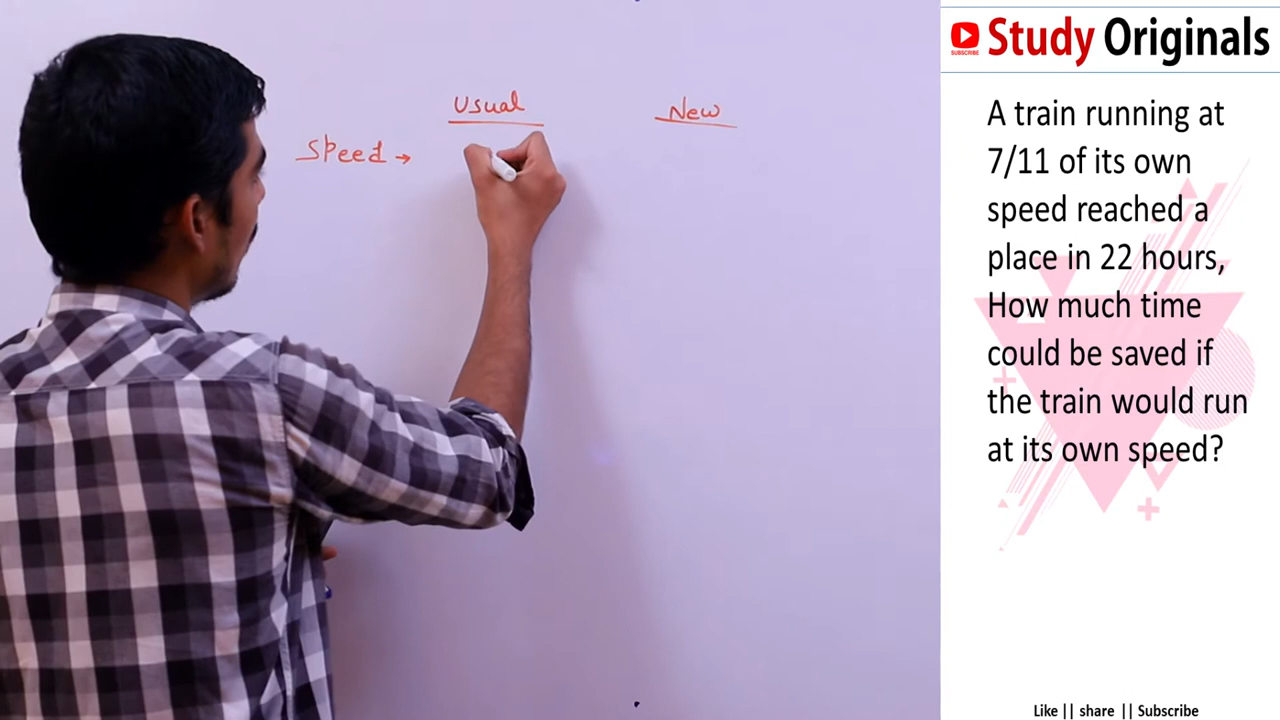 Usual
New
Speed →
SUBSCRIBE
Study Originals
A train running at
7/11 of its own
speed reached a
place in 22 hours,
How much time
could be saved if
the train would run
at its own speed?
Like || share || Subscribe